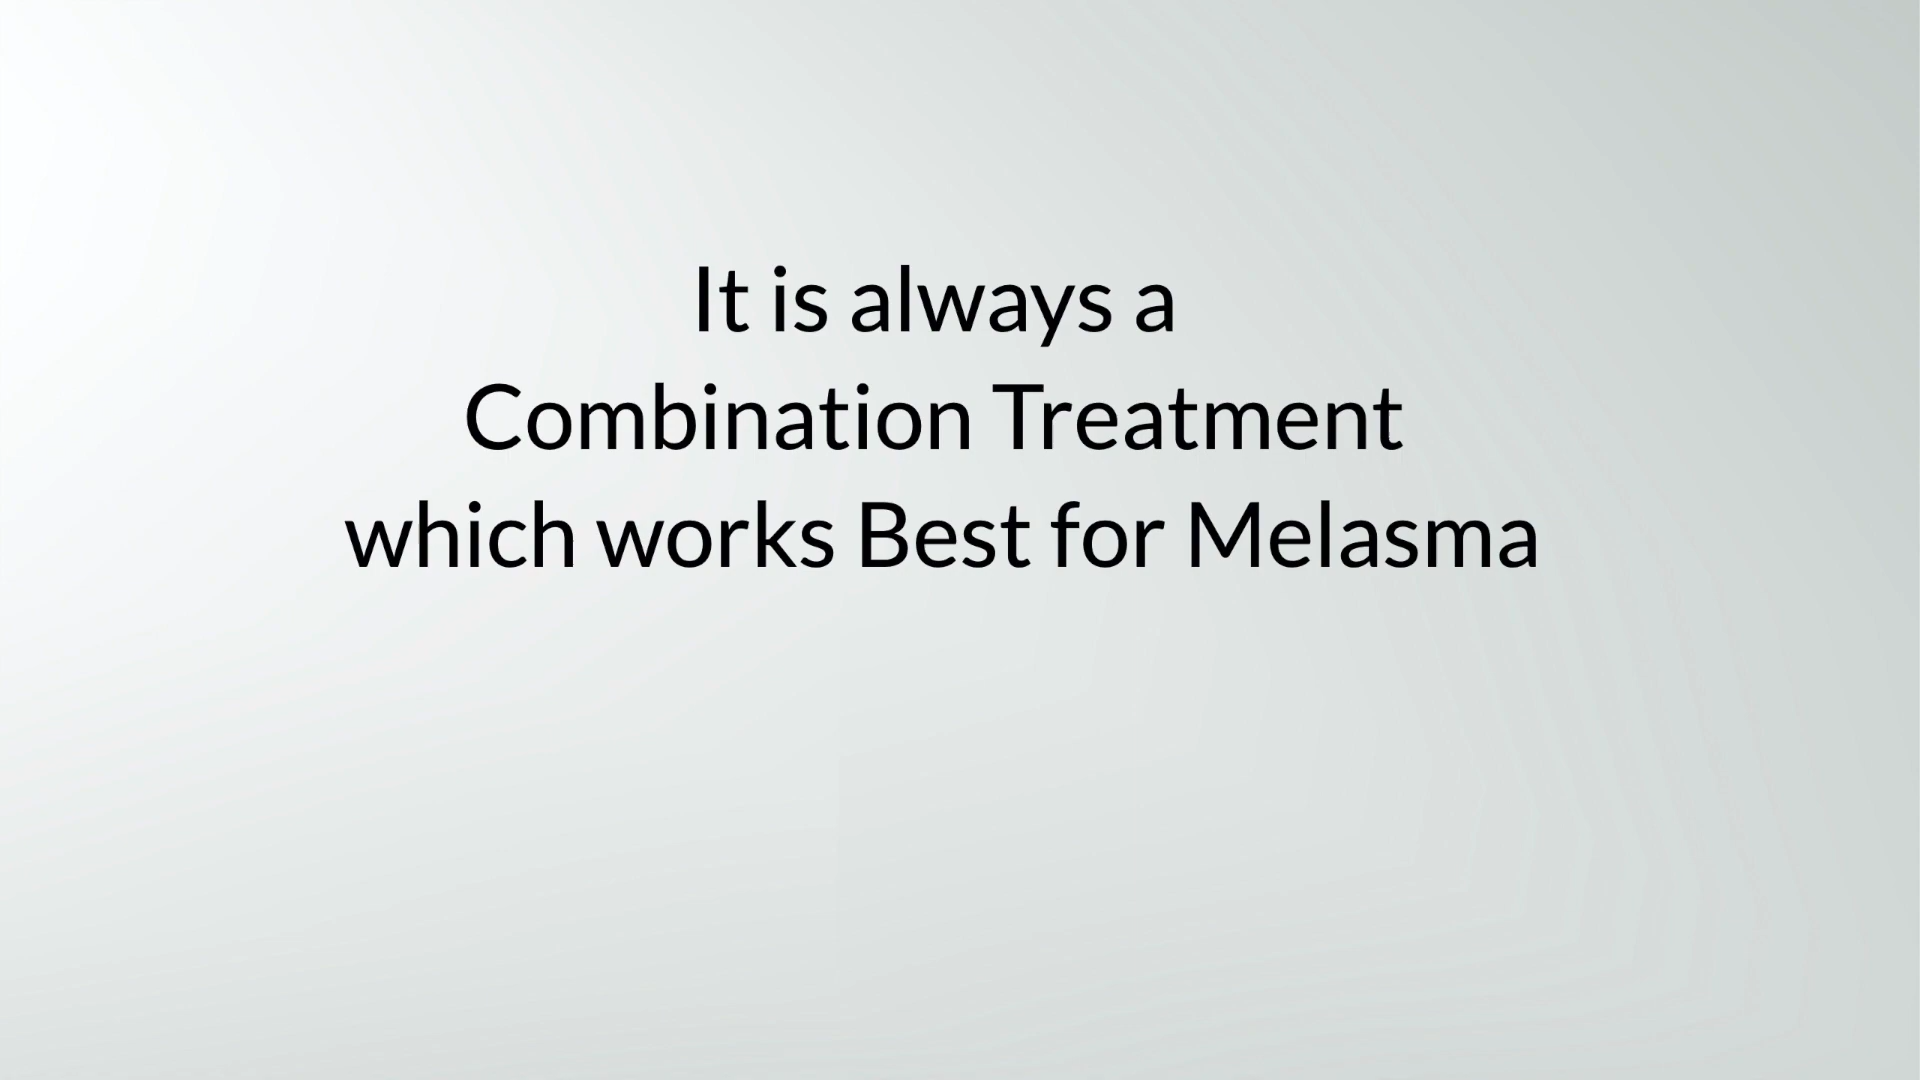 It is always a
Combination Treatment
which works Best for Melasma